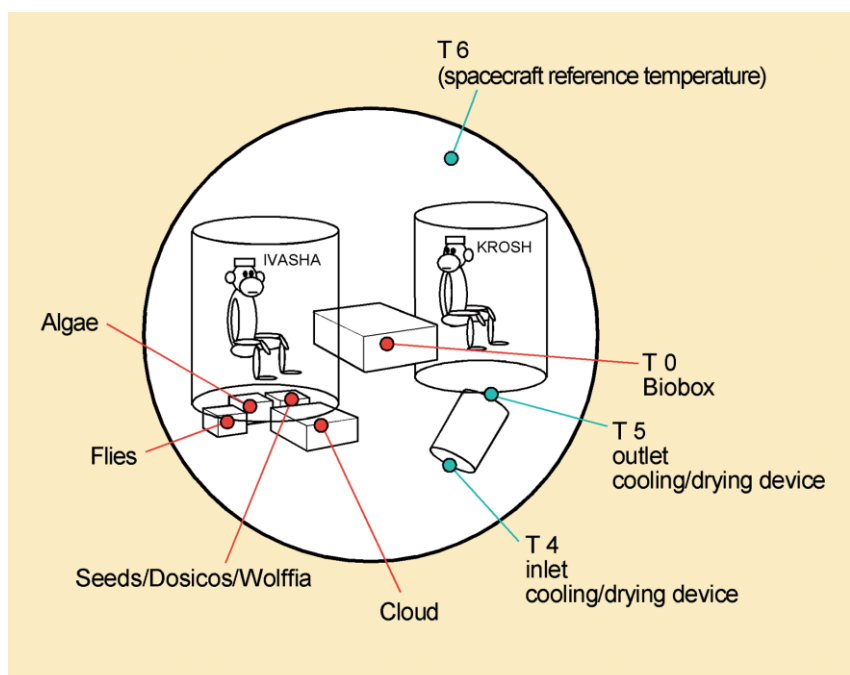 T 6
(spacecraft reference temperature)
IVASHA
KROSH
Algae
T 0
Biobox
Flies
T 5
outlet
cooling/drying device
T 4
inlet
cooling/drying device
Seeds/Dosicos/Wolffia
Cloud